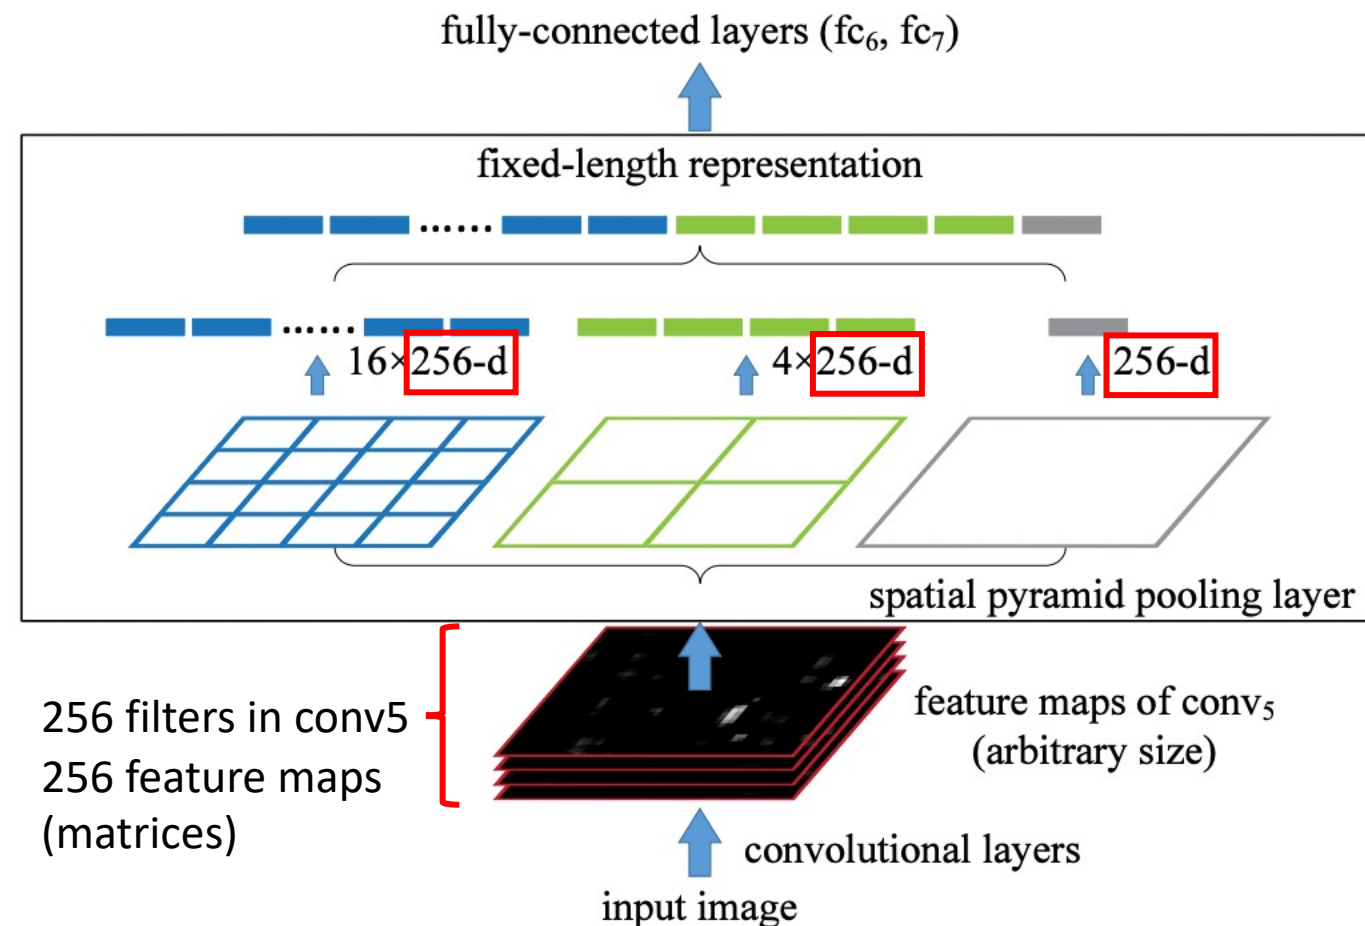 fully-connected layers (fc₆, fc₇)
fixed-length representation
......
......
16×256-d
4×256-d
256-d
spatial pyramid pooling layer
256 filters in conv5
256 feature maps
(matrices)
feature maps of conv₅
(arbitrary size)
convolutional layers
input image